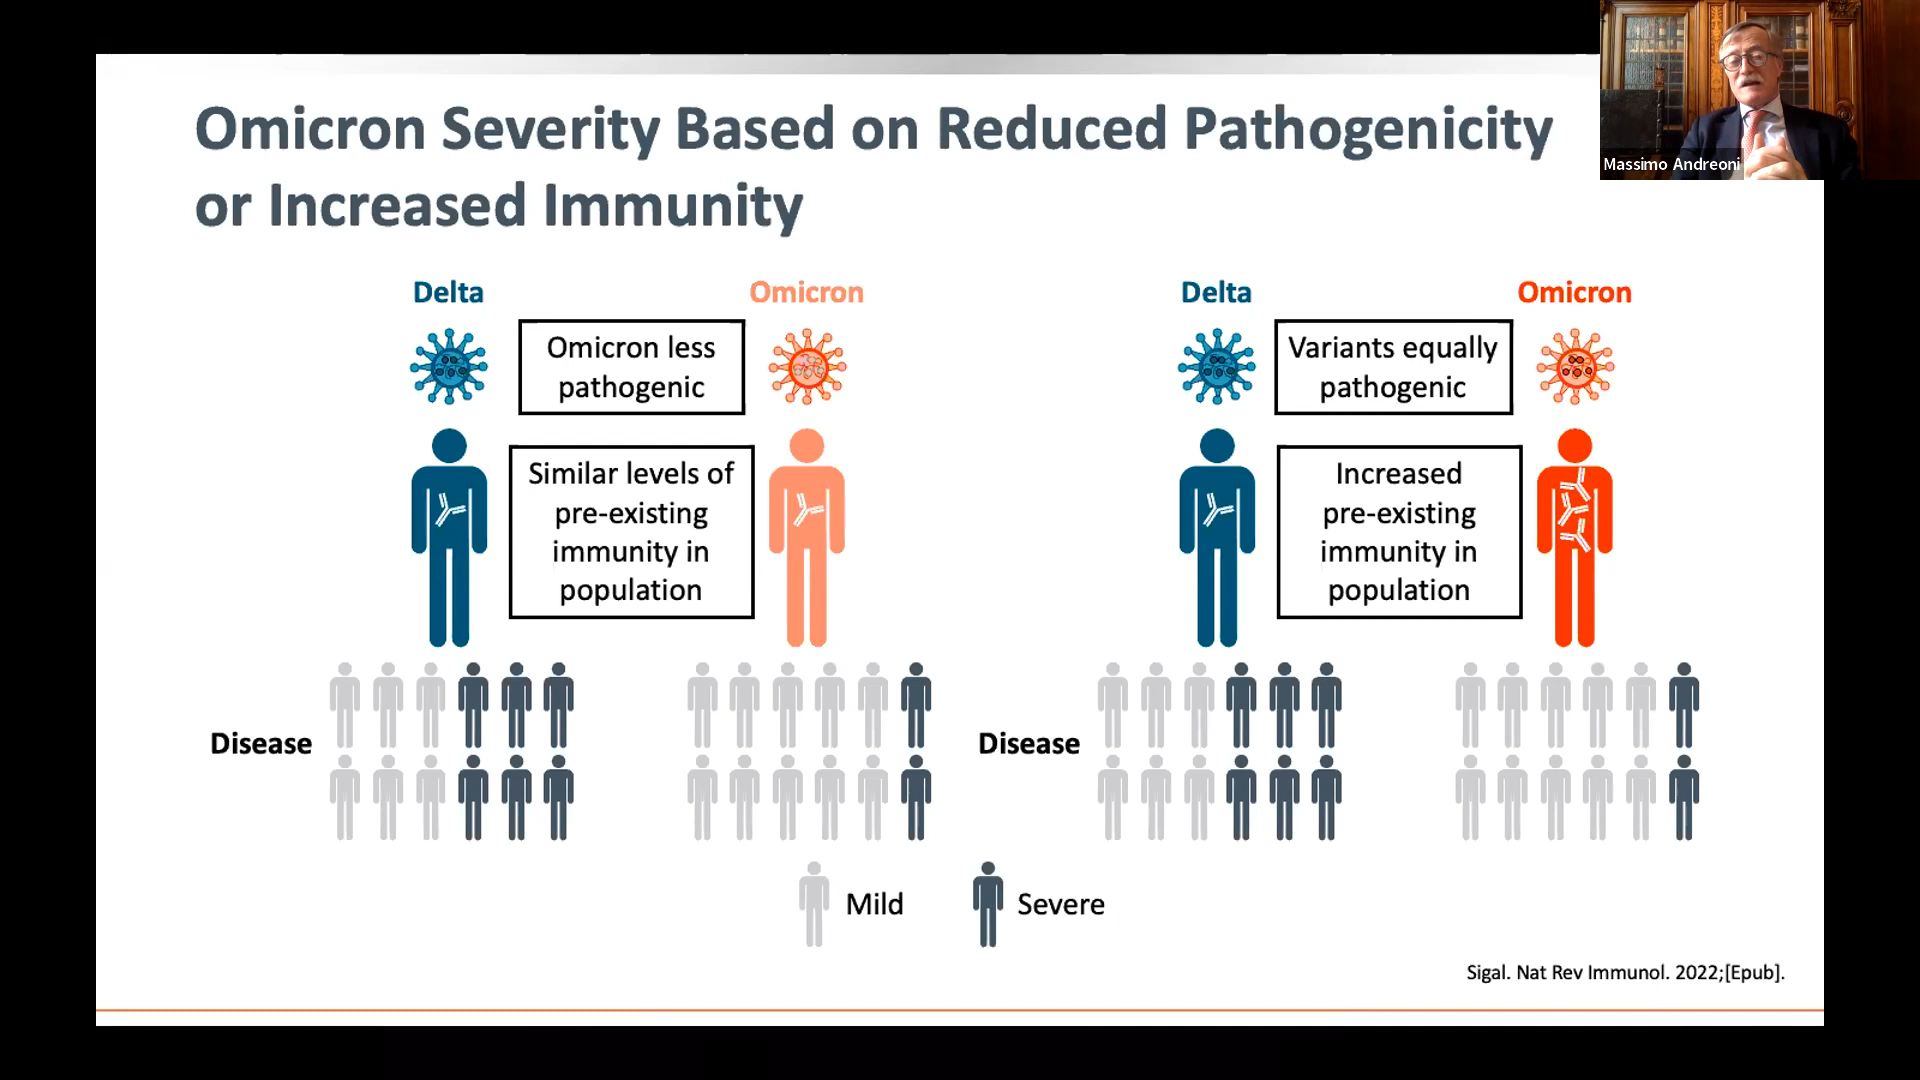 Omicron Severity Based on Reduced Pathogenicity
or Increased Immunity
Massimo Andreoni
Delta
Omicron
Omicron less
pathogenic
Similar levels of
pre-existing
immunity in
population
Disease
Delta
Omicron
Variants equally
pathogenic
Increased
pre-existing
immunity in
population
Disease
Mild
Severe
Sigal. Nat Rev Immunol. 2022;[Epub].